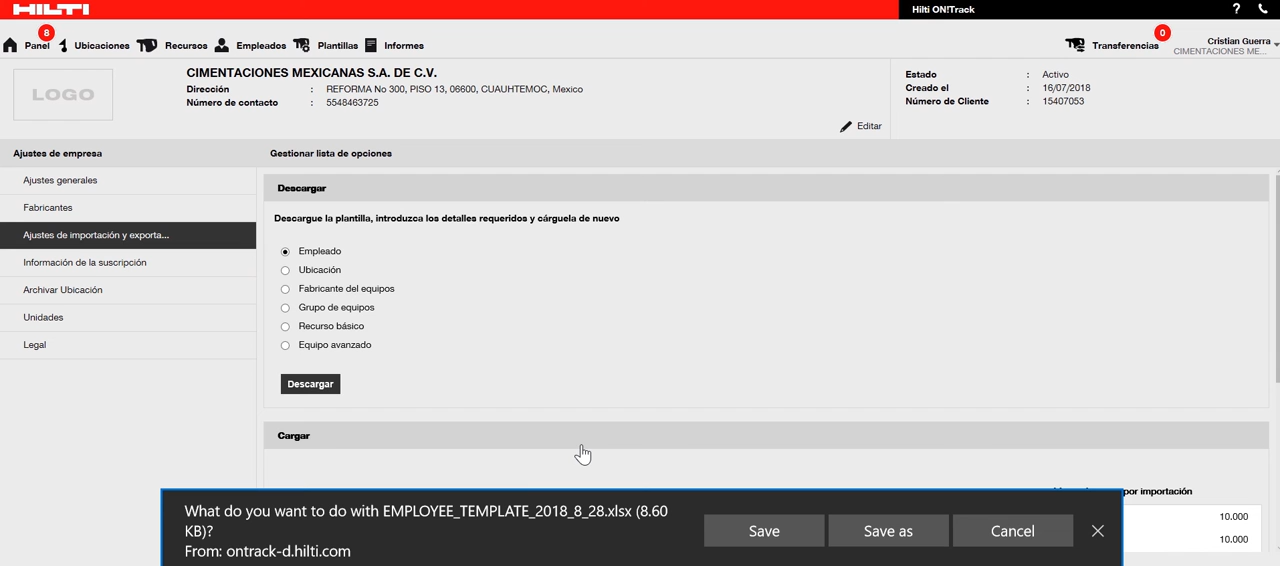 HILTI
Hilti ON!Track
?
8
Panel
Ubicaciones
Recursos
Empleados
Plantillas
Informes
0
Transferencias
Cristian Guerra
CIMENTACIONES ME...
LOGO
CIMENTACIONES MEXICANAS S.A. DE C.V.
Dirección : REFORMA No 300, PISO 13, 06600, CUAUHTEMOC, Mexico
Número de contacto : 5548463725
Editar
Estado : Activo
Creado el : 16/07/2018
Número de Cliente : 15407053
Ajustes de empresa
Ajustes generales
Fabricantes
Ajustes de importación y exporta...
Información de la suscripción
Archivar Ubicación
Unidades
Legal
Gestionar lista de opciones
Descargar
Descargue la plantilla, introduzca los detalles requeridos y cárguela de nuevo
Empleado
Ubicación
Fabricante del equipos
Grupo de equipos
Recurso básico
Equipo avanzado
Descargar
Cargar
por importación
10.000
10.000
What do you want to do with EMPLOYEE_TEMPLATE_2018_8_28.xlsx (8.60
KB)?
From: ontrack-d.hilti.com
Save
Save as
Cancel